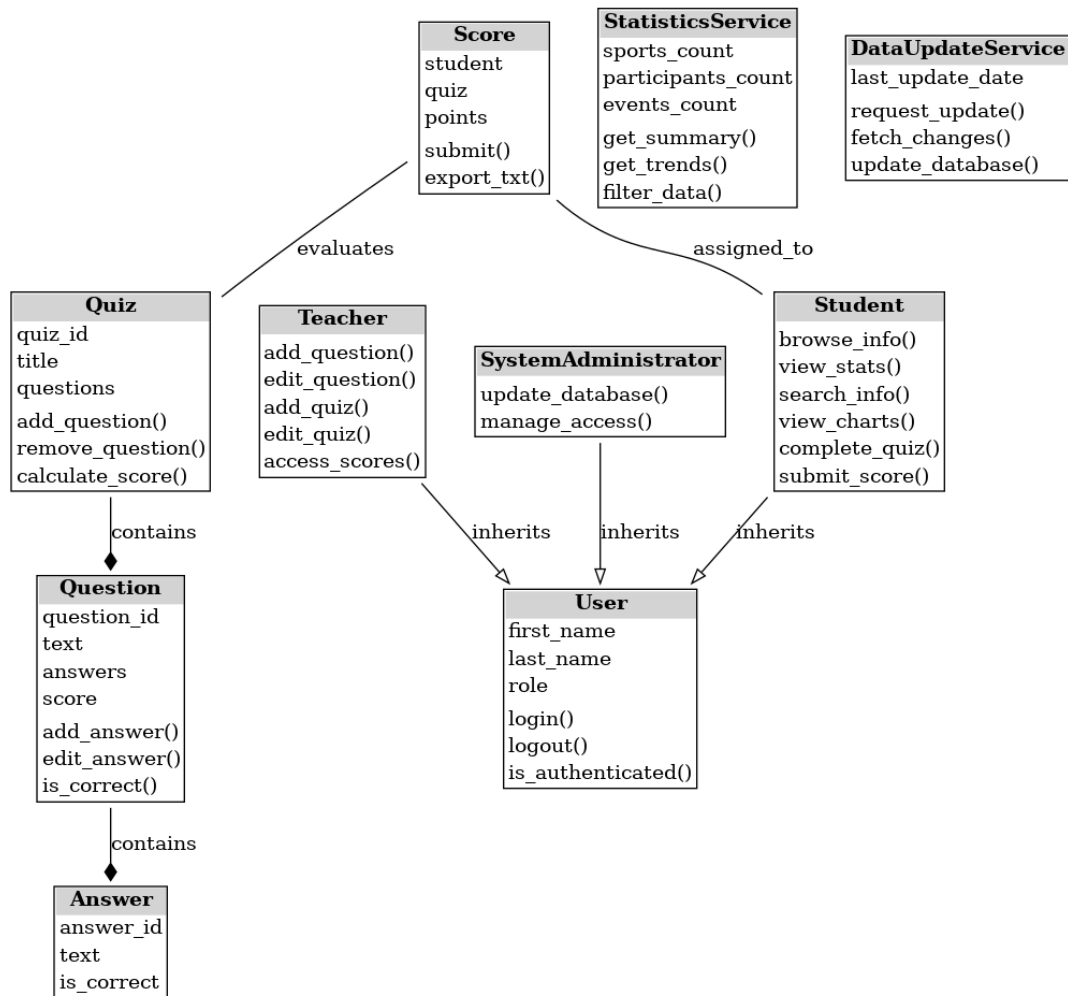 Score
student
quiz
points
submit()
export_txt()
StatisticsService
sports_count
participants_count
events_count
get_summary()
get_trends()
filter_data()
DataUpdateService
last_update_date
request_update()
fetch_changes()
update_database()
evaluates
assigned_to
Quiz
quiz_id
title
questions
add_question()
remove_question()
calculate_score()
Teacher
add_question()
edit_question()
add_quiz()
edit_quiz()
access_scores()
SystemAdministrator
update_database()
manage_access()
Student
browse_info()
view_stats()
search_info()
view_charts()
complete_quiz()
submit_score()
contains
inherits
inherits
inherits
Question
question_id
text
answers
score
add_answer()
edit_answer()
is_correct()
User
first_name
last_name
role
login()
logout()
is_authenticated()
contains
Answer
answer_id
text
is_correct